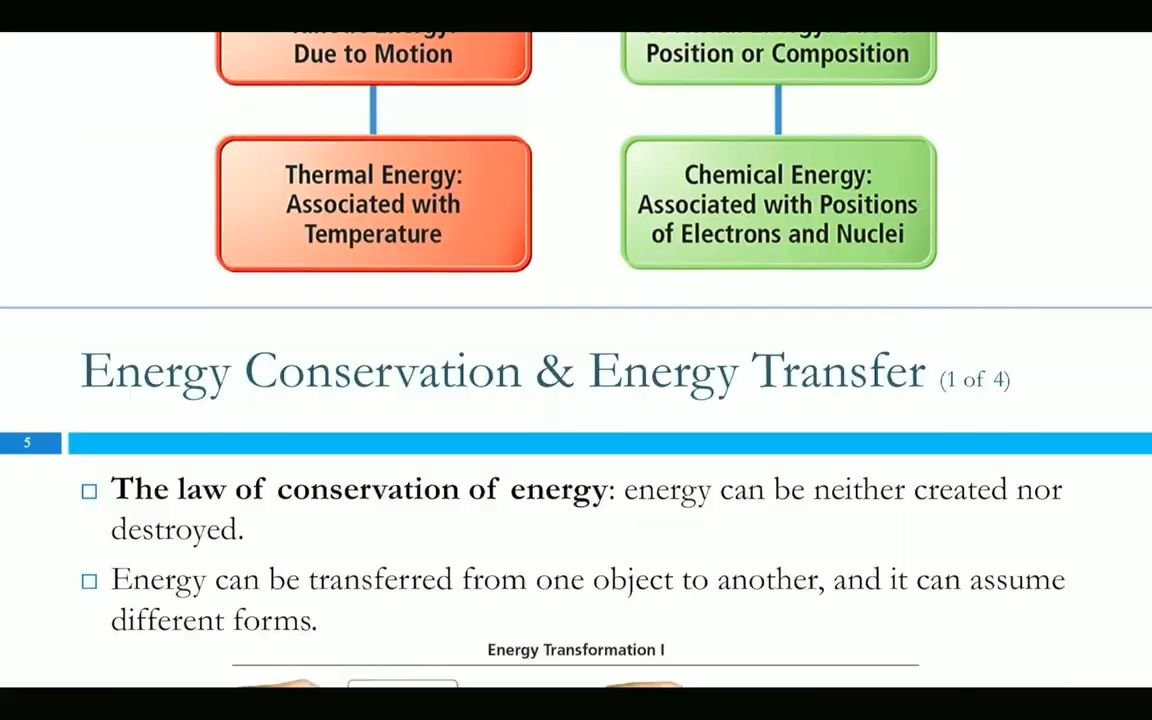 Due to Motion
Position or Composition
Thermal Energy:
Associated with
Temperature
Chemical Energy:
Associated with Positions
of Electrons and Nuclei
Energy Conservation & Energy Transfer (1 of 4)
5
The law of conservation of energy: energy can be neither created nor
destroyed.
Energy can be transferred from one object to another, and it can assume
different forms.
Energy Transformation I